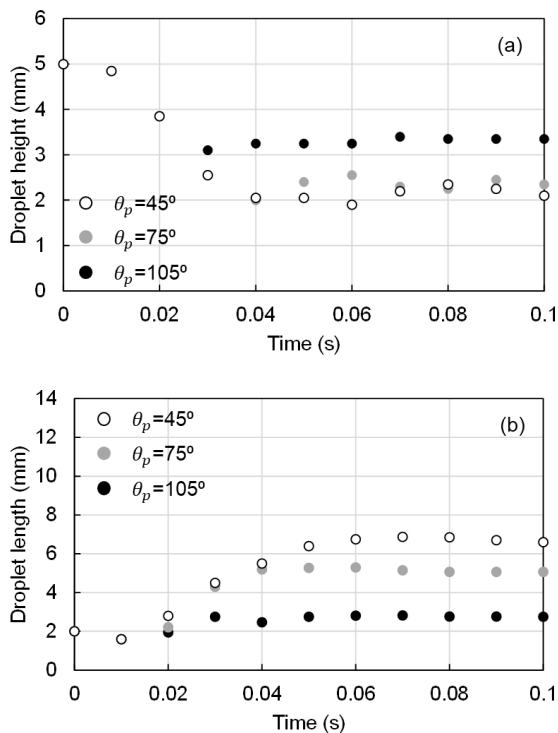 (a)
Droplet height (mm)
6
5
4
3
2
1
0
θp=45º
θp=75º
θp=105º
0 0.02 0.04 0.06 0.08 0.1
Time (s)
(b)
Droplet length (mm)
14
12
10
8
6
4
2
0
θp=45º
θp=75º
θp=105º
0 0.02 0.04 0.06 0.08 0.1
Time (s)